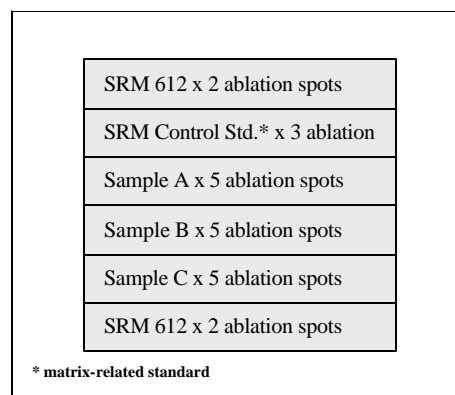 SRM 612 x 2 ablation spots
SRM Control Std.* x 3 ablation
Sample A x 5 ablation spots
Sample B x 5 ablation spots
Sample C x 5 ablation spots
SRM 612 x 2 ablation spots
* matrix-related standard